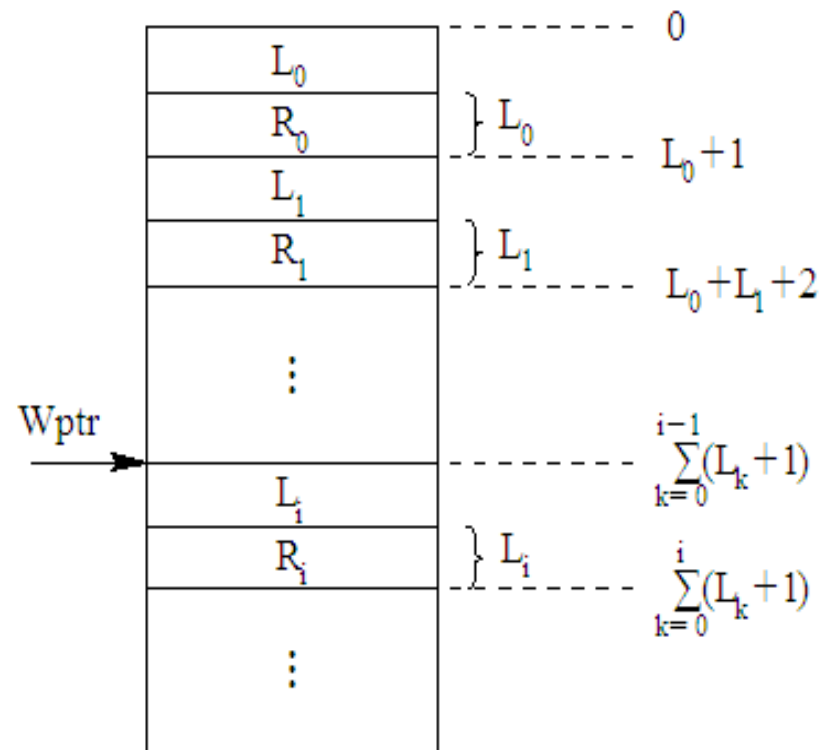 0
L₀
R₀ } L₀
L₀+1
L₁
R₁ } L₁
L₀+L₁+2
⋮
Wptr
i−1
∑(Lₖ+1)
k=0
Lᵢ
Rᵢ } Lᵢ
i
∑(Lₖ+1)
k=0
⋮